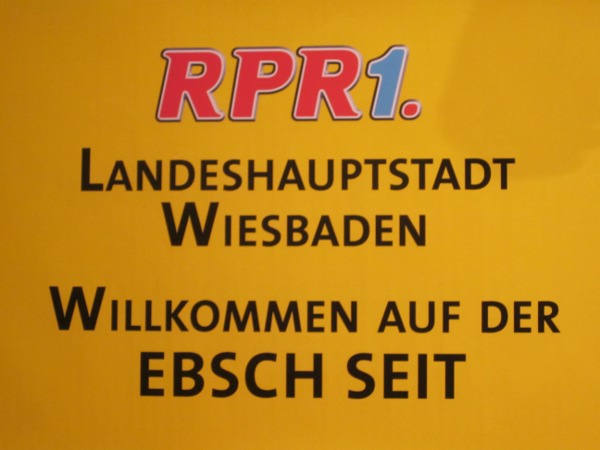 RPR1.
LANDESHAUPTSTADT
WIESBADEN
WILLKOMMEN AUF DER
EBSCH SEIT